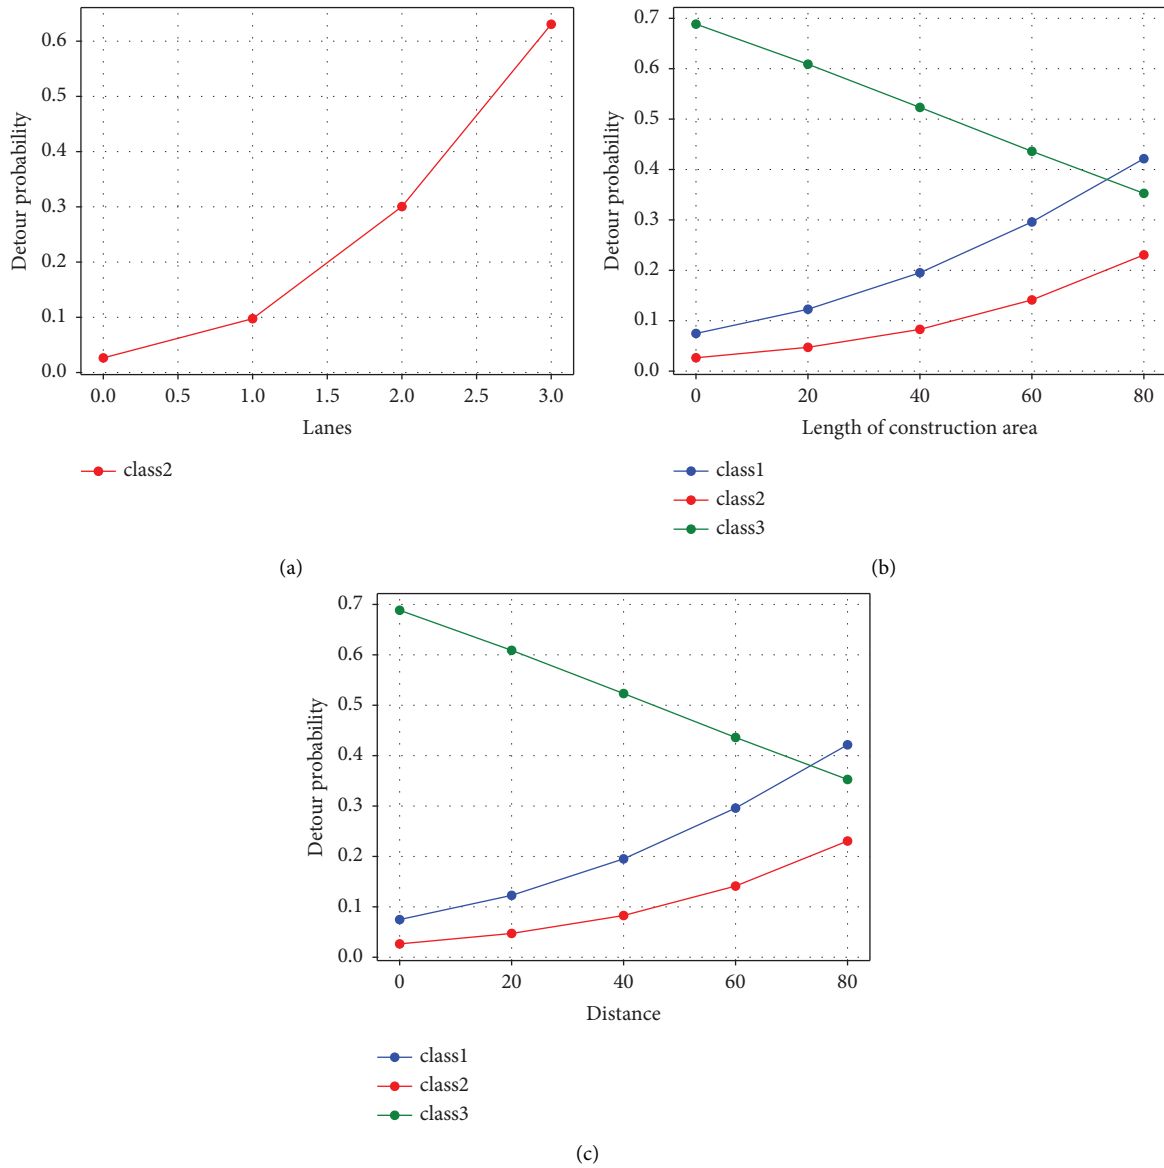 0.6
0.5
0.4
0.3
0.2
0.1
0.0
Detour probability
0.0 0.5 1.0 1.5 2.0 2.5 3.0
Lanes
class2
(a)
0.7
0.6
0.5
0.4
0.3
0.2
0.1
0.0
Detour probability
0 20 40 60 80
Length of construction area
class1
class2
class3
(b)
0.7
0.6
0.5
0.4
0.3
0.2
0.1
0.0
Detour probability
0 20 40 60 80
Distance
class1
class2
class3
(c)